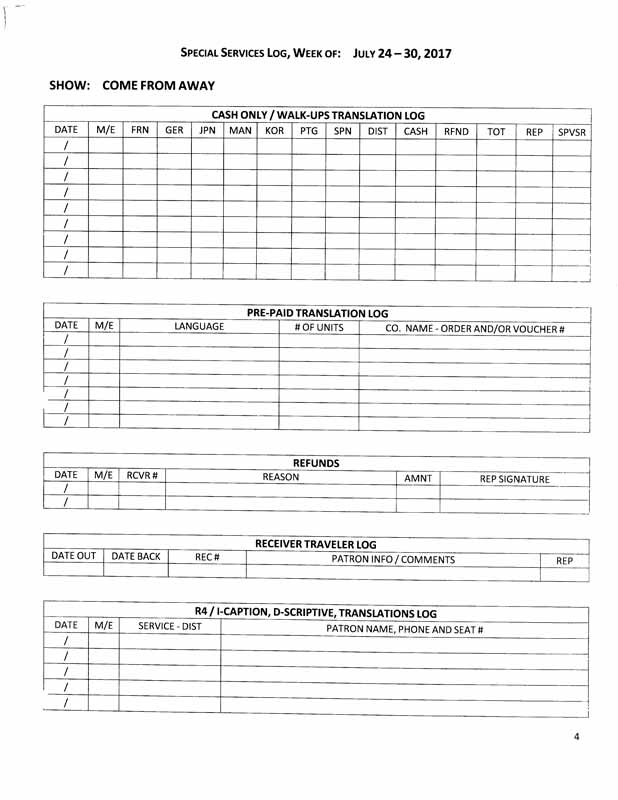 SPECIAL SERVICES LOG, WEEK OF: JULY 24 – 30, 2017
SHOW: COME FROM AWAY
CASH ONLY / WALK-UPS TRANSLATION LOG
DATE M/E FRN GER JPN MAN KOR PTG SPN DIST CASH RFND TOT REP SPVSR
/
/
/
/
/
/
/
/
/
PRE-PAID TRANSLATION LOG
DATE M/E LANGUAGE # OF UNITS CO. NAME - ORDER AND/OR VOUCHER #
/
/
/
/
/
/
/
REFUNDS
DATE M/E RCVR # REASON AMNT REP SIGNATURE
/
/
RECEIVER TRAVELER LOG
DATE OUT DATE BACK REC # PATRON INFO / COMMENTS REP
R4 / I-CAPTION, D-SCRIPTIVE, TRANSLATIONS LOG
DATE M/E SERVICE - DIST PATRON NAME, PHONE AND SEAT #
/
/
/
/
/
4